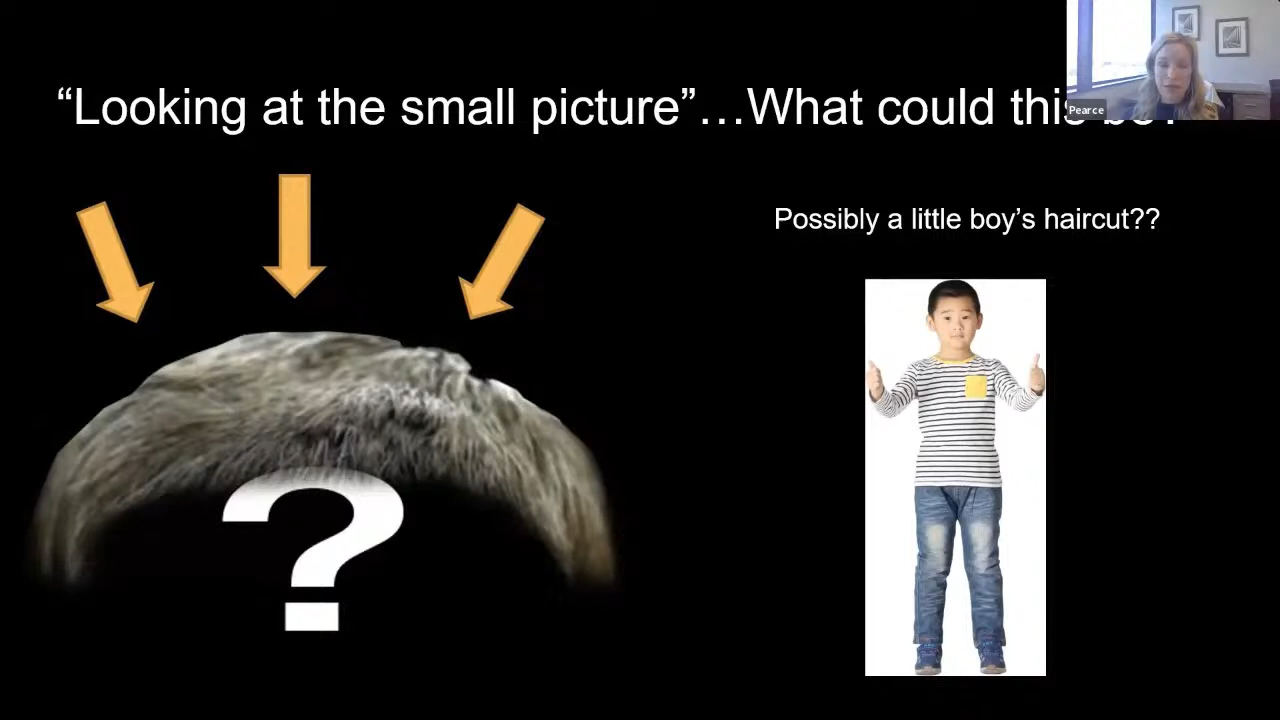 “Looking at the small picture”…What could this
Pearce
Possibly a little boy’s haircut??
?